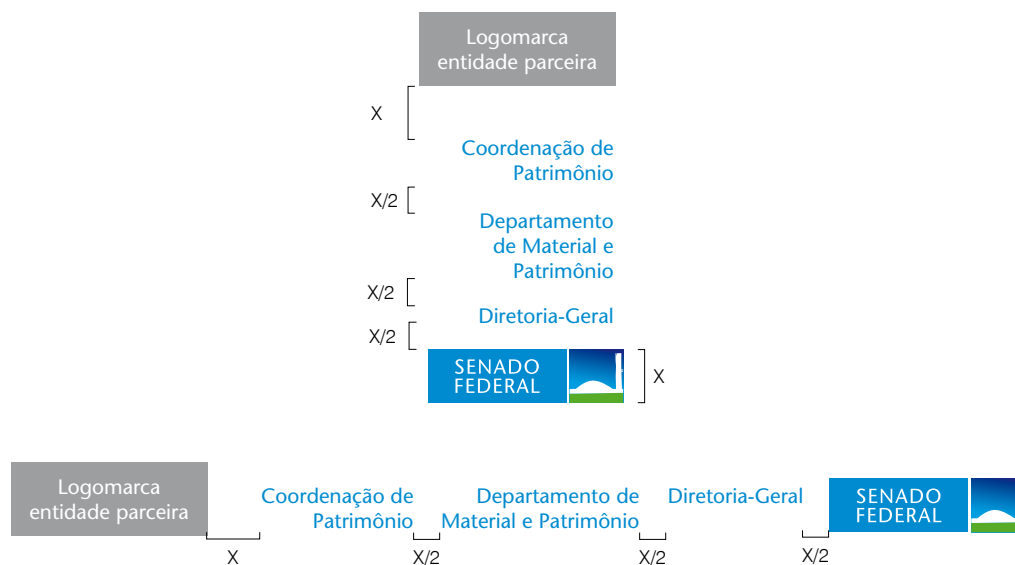 Logomarca
entidade parceira
X
Coordenação de
Patrimônio
X/2
Departamento
de Material e
Patrimônio
X/2
Diretoria-Geral
X/2
SENADO
FEDERAL
X
Logomarca
entidade parceira
Coordenação de
Patrimônio
Departamento de
Material e Patrimônio
Diretoria-Geral
SENADO
FEDERAL
X
X/2
X/2
X/2